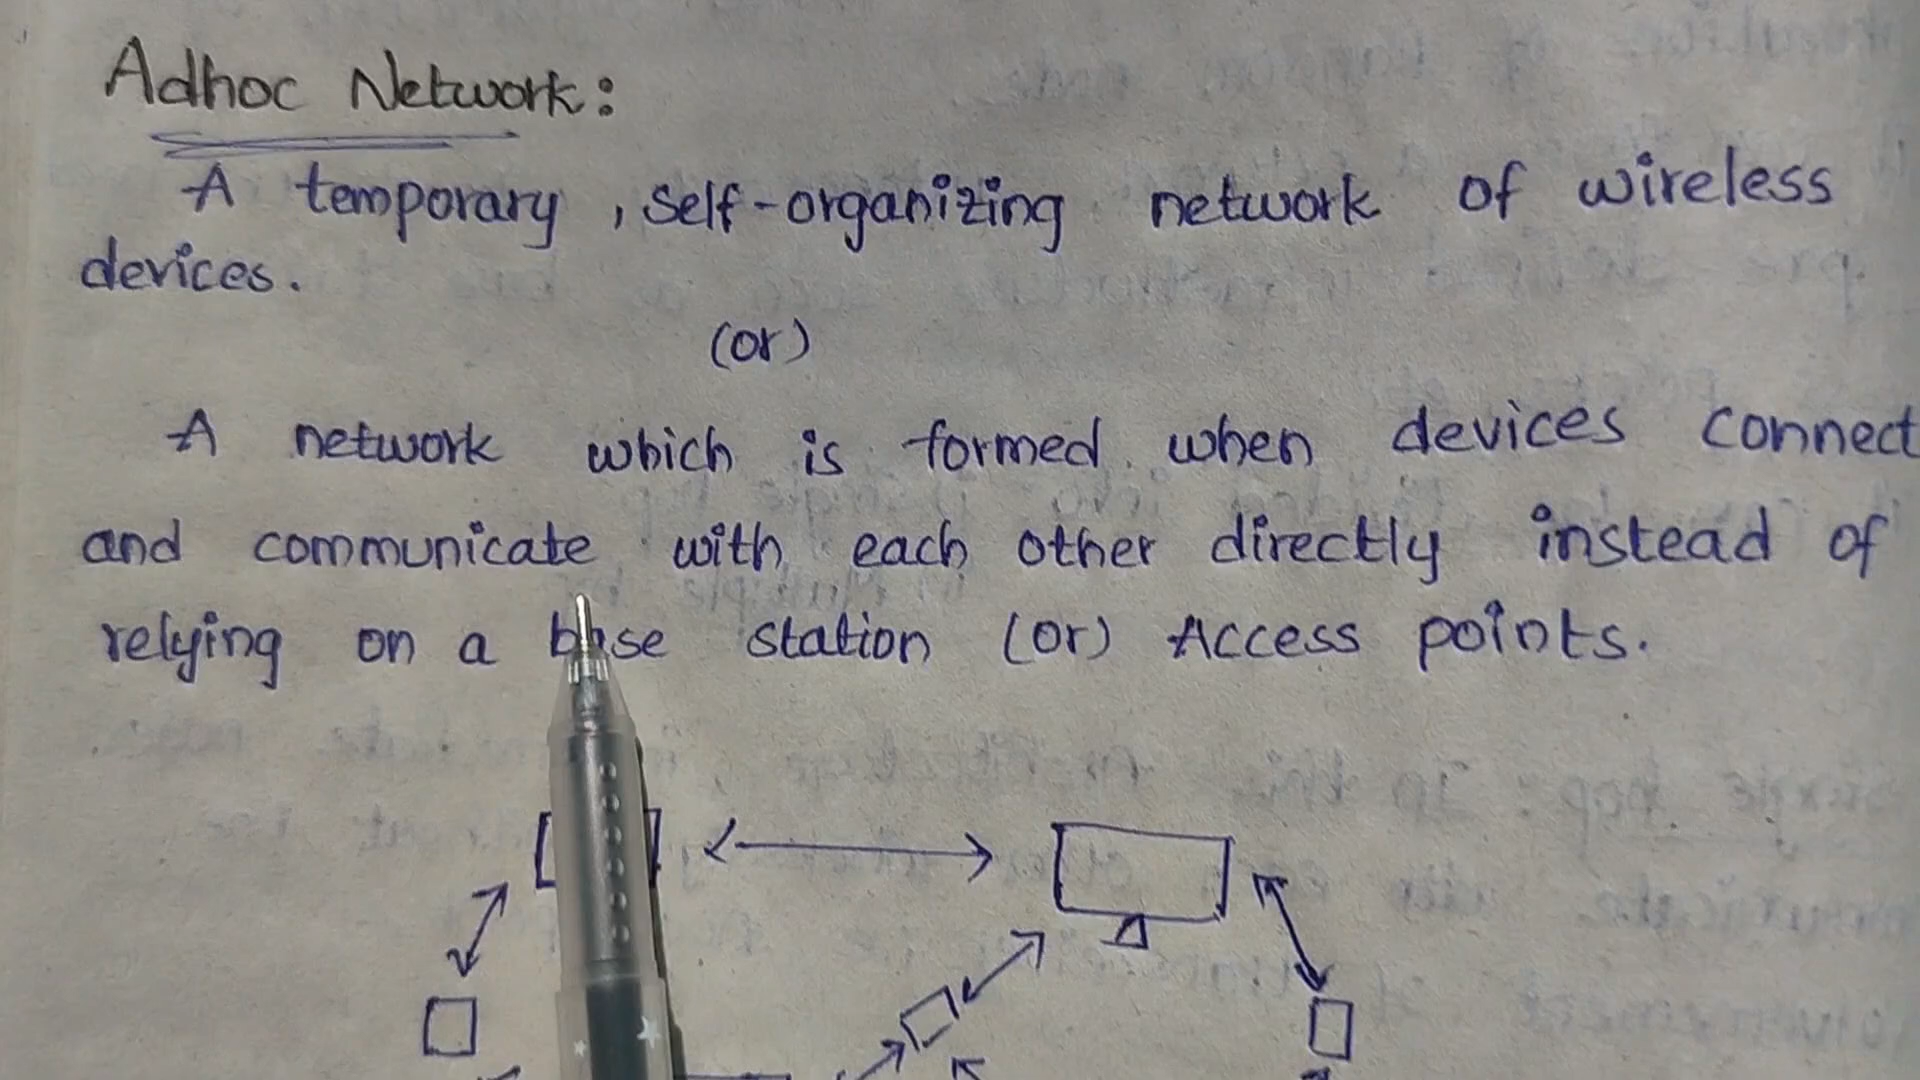 Adhoc Network:
A temporary, self-organizing network of wireless
devices.
(or)
A network which is formed when devices connect
and communicate with each other directly instead of
relying on a base station (or) Access points.